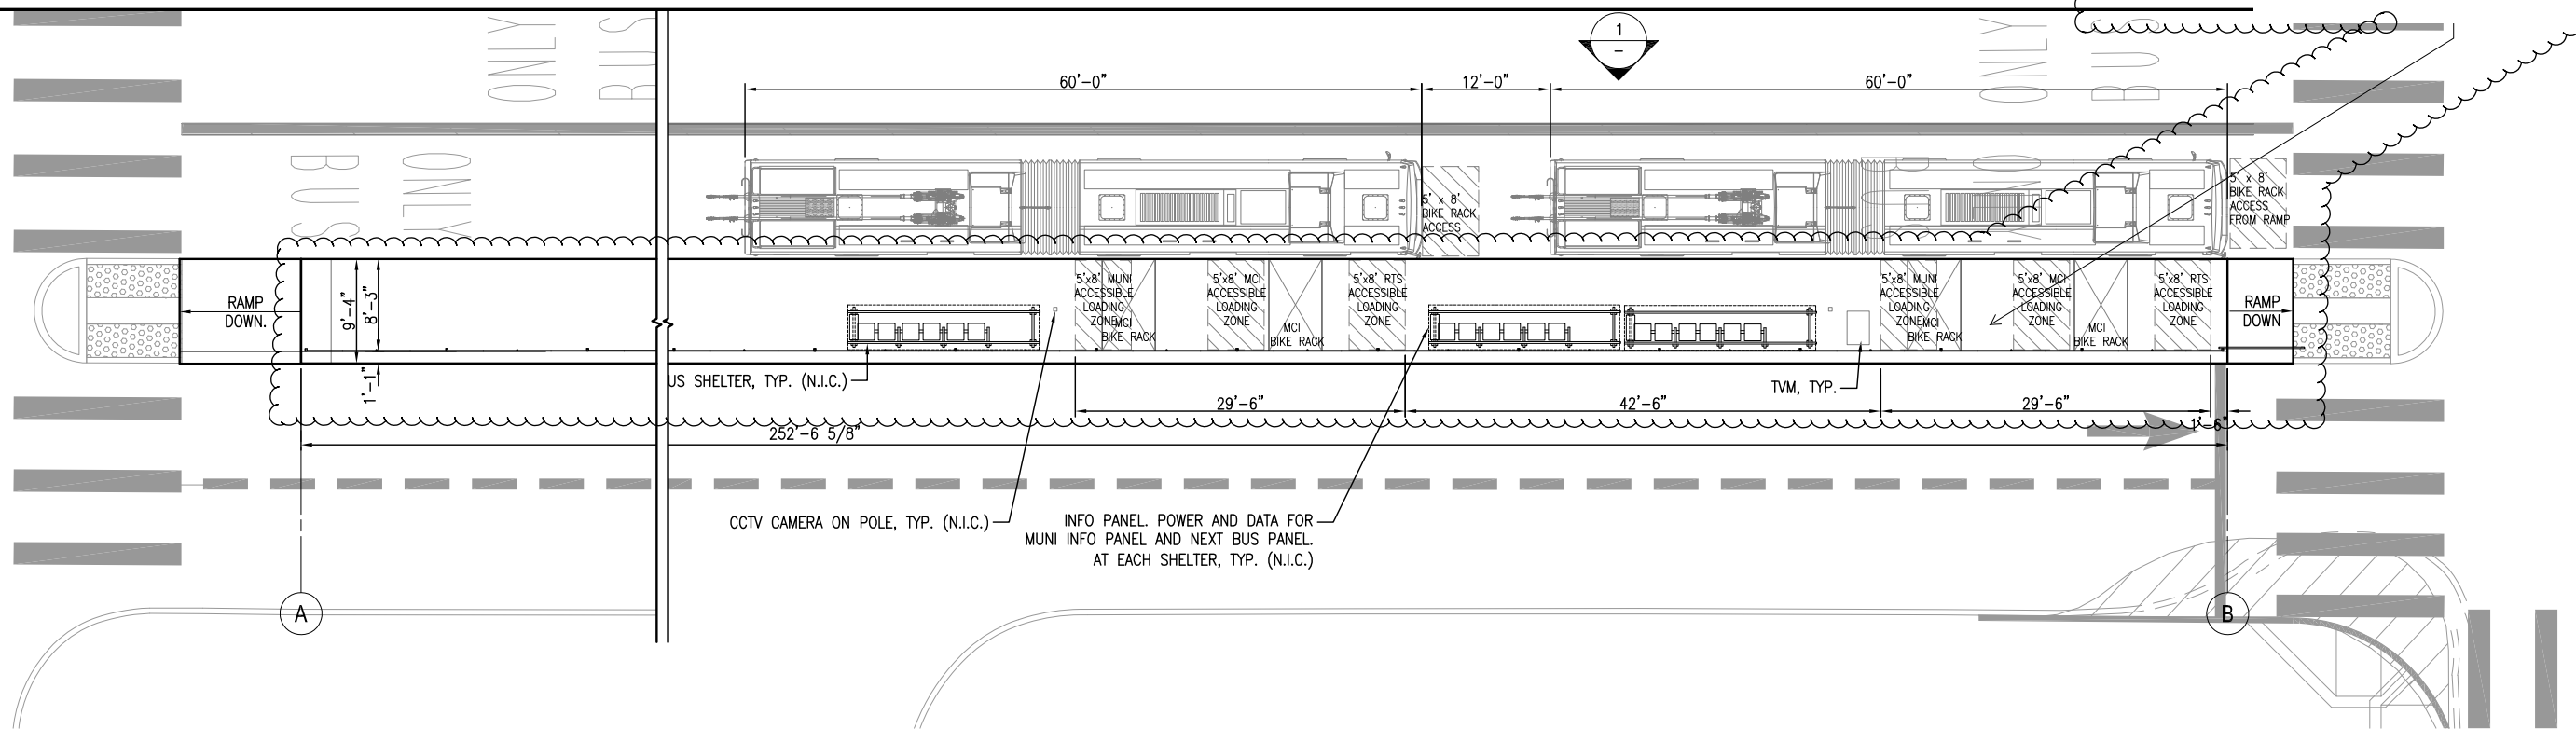 ONLY
BUS
BUS
ONLY
1
-
ONLY
BUS
60'-0"
12'-0"
60'-0"
5' x 8'
BIKE RACK
ACCESS
5' x 8'
BIKE RACK
ACCESS
FROM RAMP
RAMP
DOWN.
9'-4"
8'-3"
1'-1"
5'x8' MUNI
ACCESSIBLE
LOADING
ZONE
MCI
BIKE RACK
5'x8' MCI
ACCESSIBLE
LOADING
ZONE
MCI
BIKE RACK
5'x8' RTS
ACCESSIBLE
LOADING
ZONE
5'x8' MUNI
ACCESSIBLE
LOADING
ZONE
MCI
BIKE RACK
5'x8' MCI
ACCESSIBLE
LOADING
ZONE
MCI
BIKE RACK
5'x8' RTS
ACCESSIBLE
LOADING
ZONE
RAMP
DOWN
US SHELTER, TYP. (N.I.C.)
TVM, TYP.
29'-6"
42'-6"
29'-6"
1'-6"
252'-6 5/8"
CCTV CAMERA ON POLE, TYP. (N.I.C.)
INFO PANEL. POWER AND DATA FOR
MUNI INFO PANEL AND NEXT BUS PANEL.
AT EACH SHELTER, TYP. (N.I.C.)
A
B